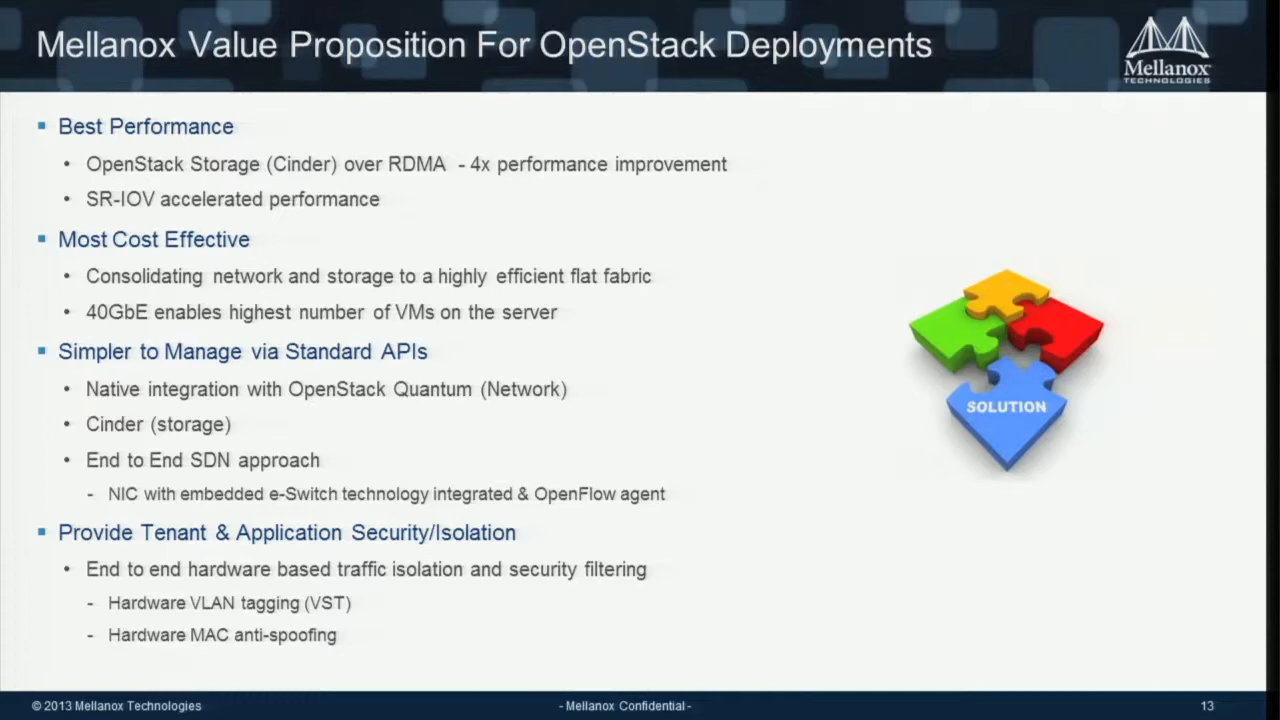 Mellanox Value Proposition For OpenStack Deployments
Mellanox
TECHNOLOGIES
Best Performance
OpenStack Storage (Cinder) over RDMA - 4x performance improvement
SR-IOV accelerated performance
Most Cost Effective
Consolidating network and storage to a highly efficient flat fabric
40GbE enables highest number of VMs on the server
Simpler to Manage via Standard APIs
Native integration with OpenStack Quantum (Network)
Cinder (storage)
End to End SDN approach
- NIC with embedded e-Switch technology integrated & OpenFlow agent
Provide Tenant & Application Security/Isolation
End to end hardware based traffic isolation and security filtering
- Hardware VLAN tagging (VST)
- Hardware MAC anti-spoofing
SOLUTION
© 2013 Mellanox Technologies
- Mellanox Confidential -
13